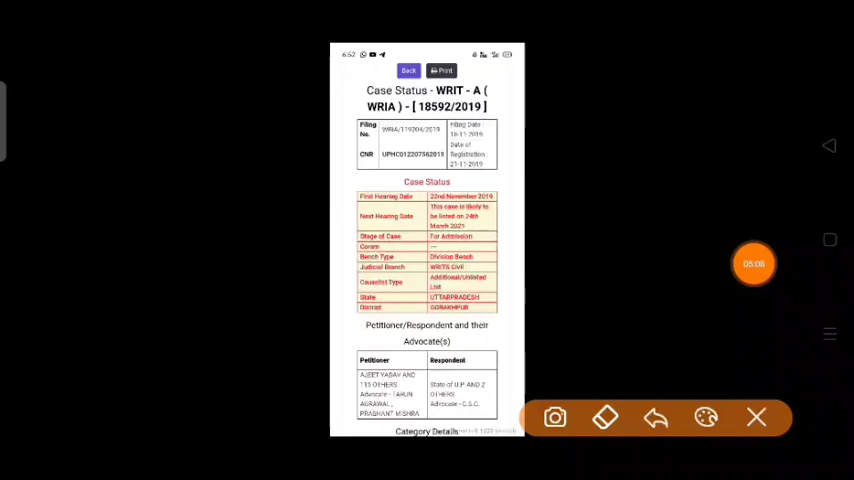 6:52
Back
Print
Case Status - WRIT - A (
WRIA ) - [ 18592/2019 ]
Filing No.
WRIA/119204/2019
Filing Date :
18-11-2019
CNR
UPHC012207562019
Date of
Registration :
21-11-2019
Case Status
First Hearing Date
22nd November 2019
Next Hearing Date
This case is likely to
be listed on 24th
March 2021
Stage of Case
For Admission
Coram
---
Bench Type
Division Bench
Judicial Branch
WRITS Civil
Causelist Type
Additional/Unlisted
List
State
UTTARPRADESH
District
GORAKHPUR
Petitioner/Respondent and their
Advocate(s)
Petitioner
Respondent
AJEET YADAV AND
115 OTHERS
Advocate - TARUN
AGRAWAL ,
PRASHANT MISHRA
State of U.P. AND 2
OTHERS
Advocate - C.S.C.
Category Details
05:08